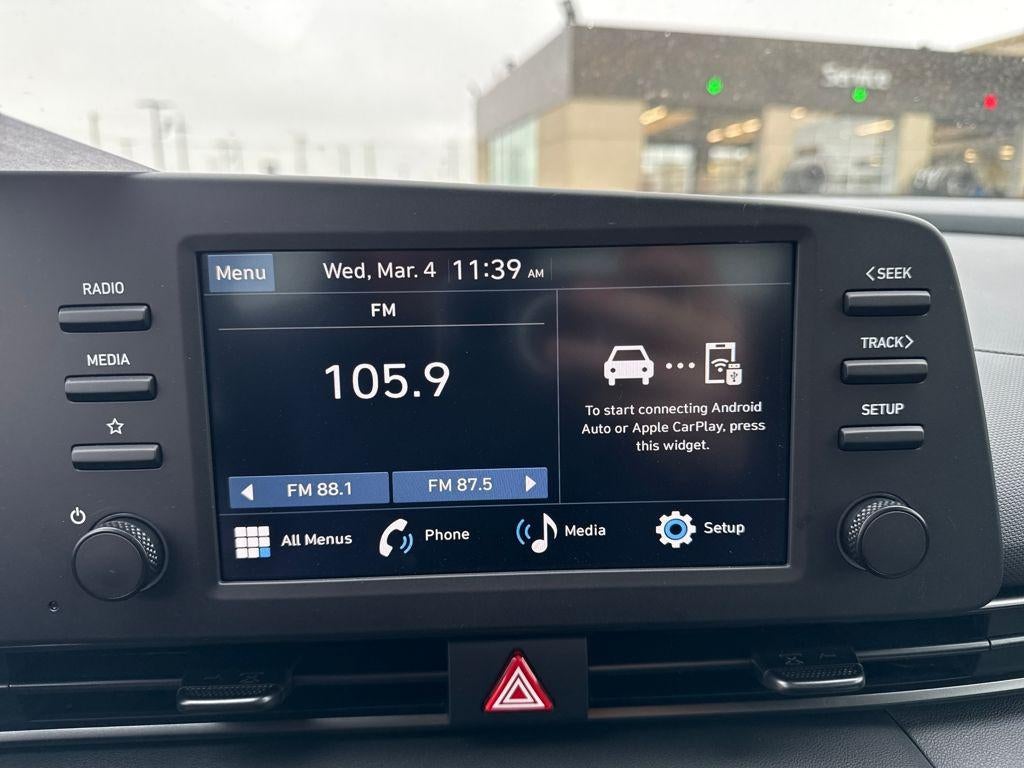 Service
RADIO
MEDIA
Menu
Wed, Mar. 4 11:39 AM
FM
105.9
FM 88.1
FM 87.5
To start connecting Android
Auto or Apple CarPlay, press
this widget.
All Menus
Phone
Media
Setup
<SEEK
TRACK>
SETUP